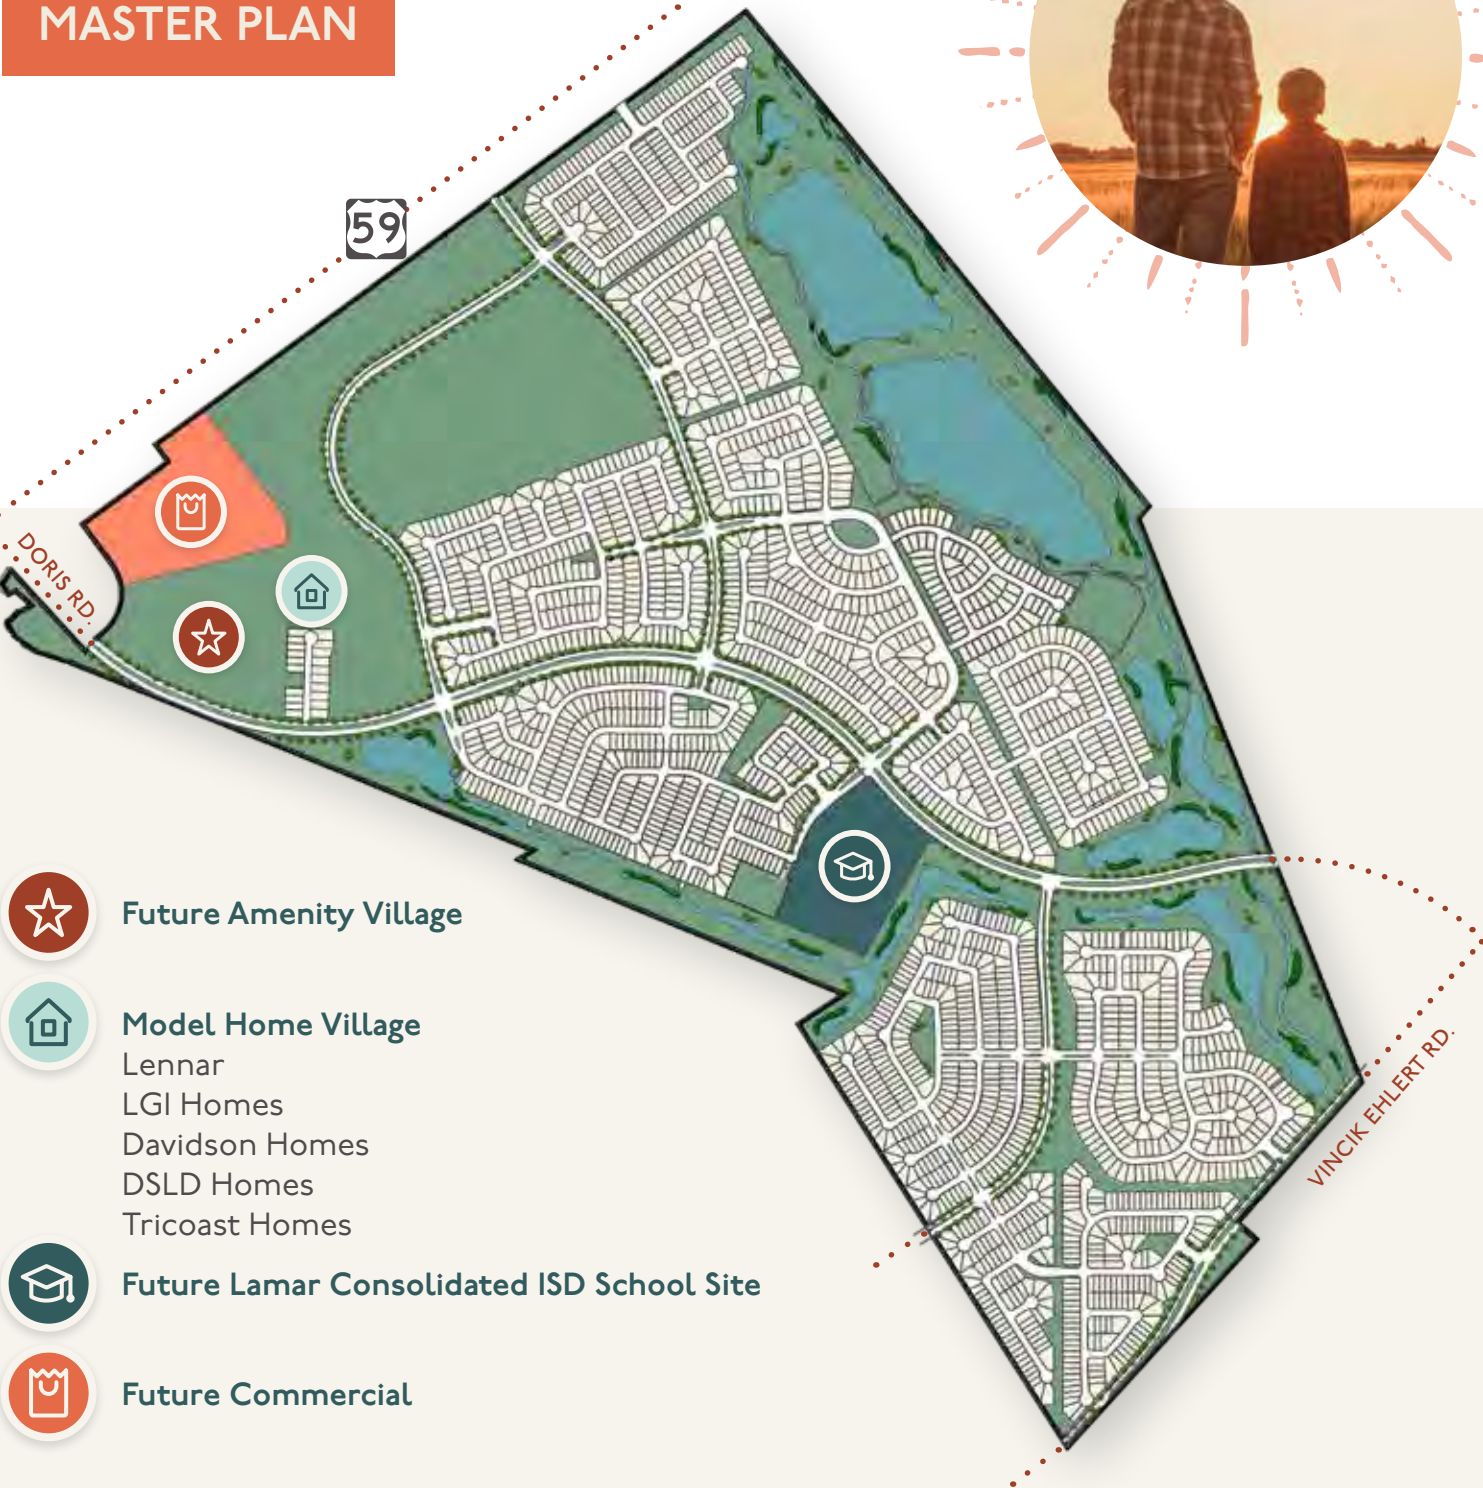 MASTER PLAN
59
DORIS RD.
VINCIK EHLERT RD.
Future Amenity Village
Model Home Village
Lennar
LGI Homes
Davidson Homes
DSLD Homes
Tricoast Homes
Future Lamar Consolidated ISD School Site
Future Commercial